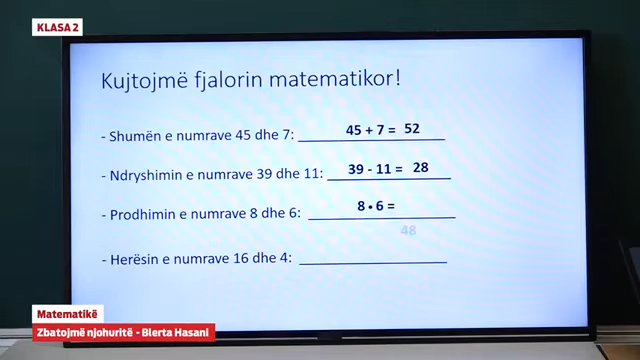 KLASA 2
Kujtojmë fjalorin matematikor!
- Shumën e numrave 45 dhe 7: 45 + 7 = 52
- Ndryshimin e numrave 39 dhe 11: 39 - 11 = 28
- Prodhimin e numrave 8 dhe 6: 8 • 6 =
48
- Herësin e numrave 16 dhe 4:
Matematikë
Zbatojmë njohuritë - Blerta Hasani